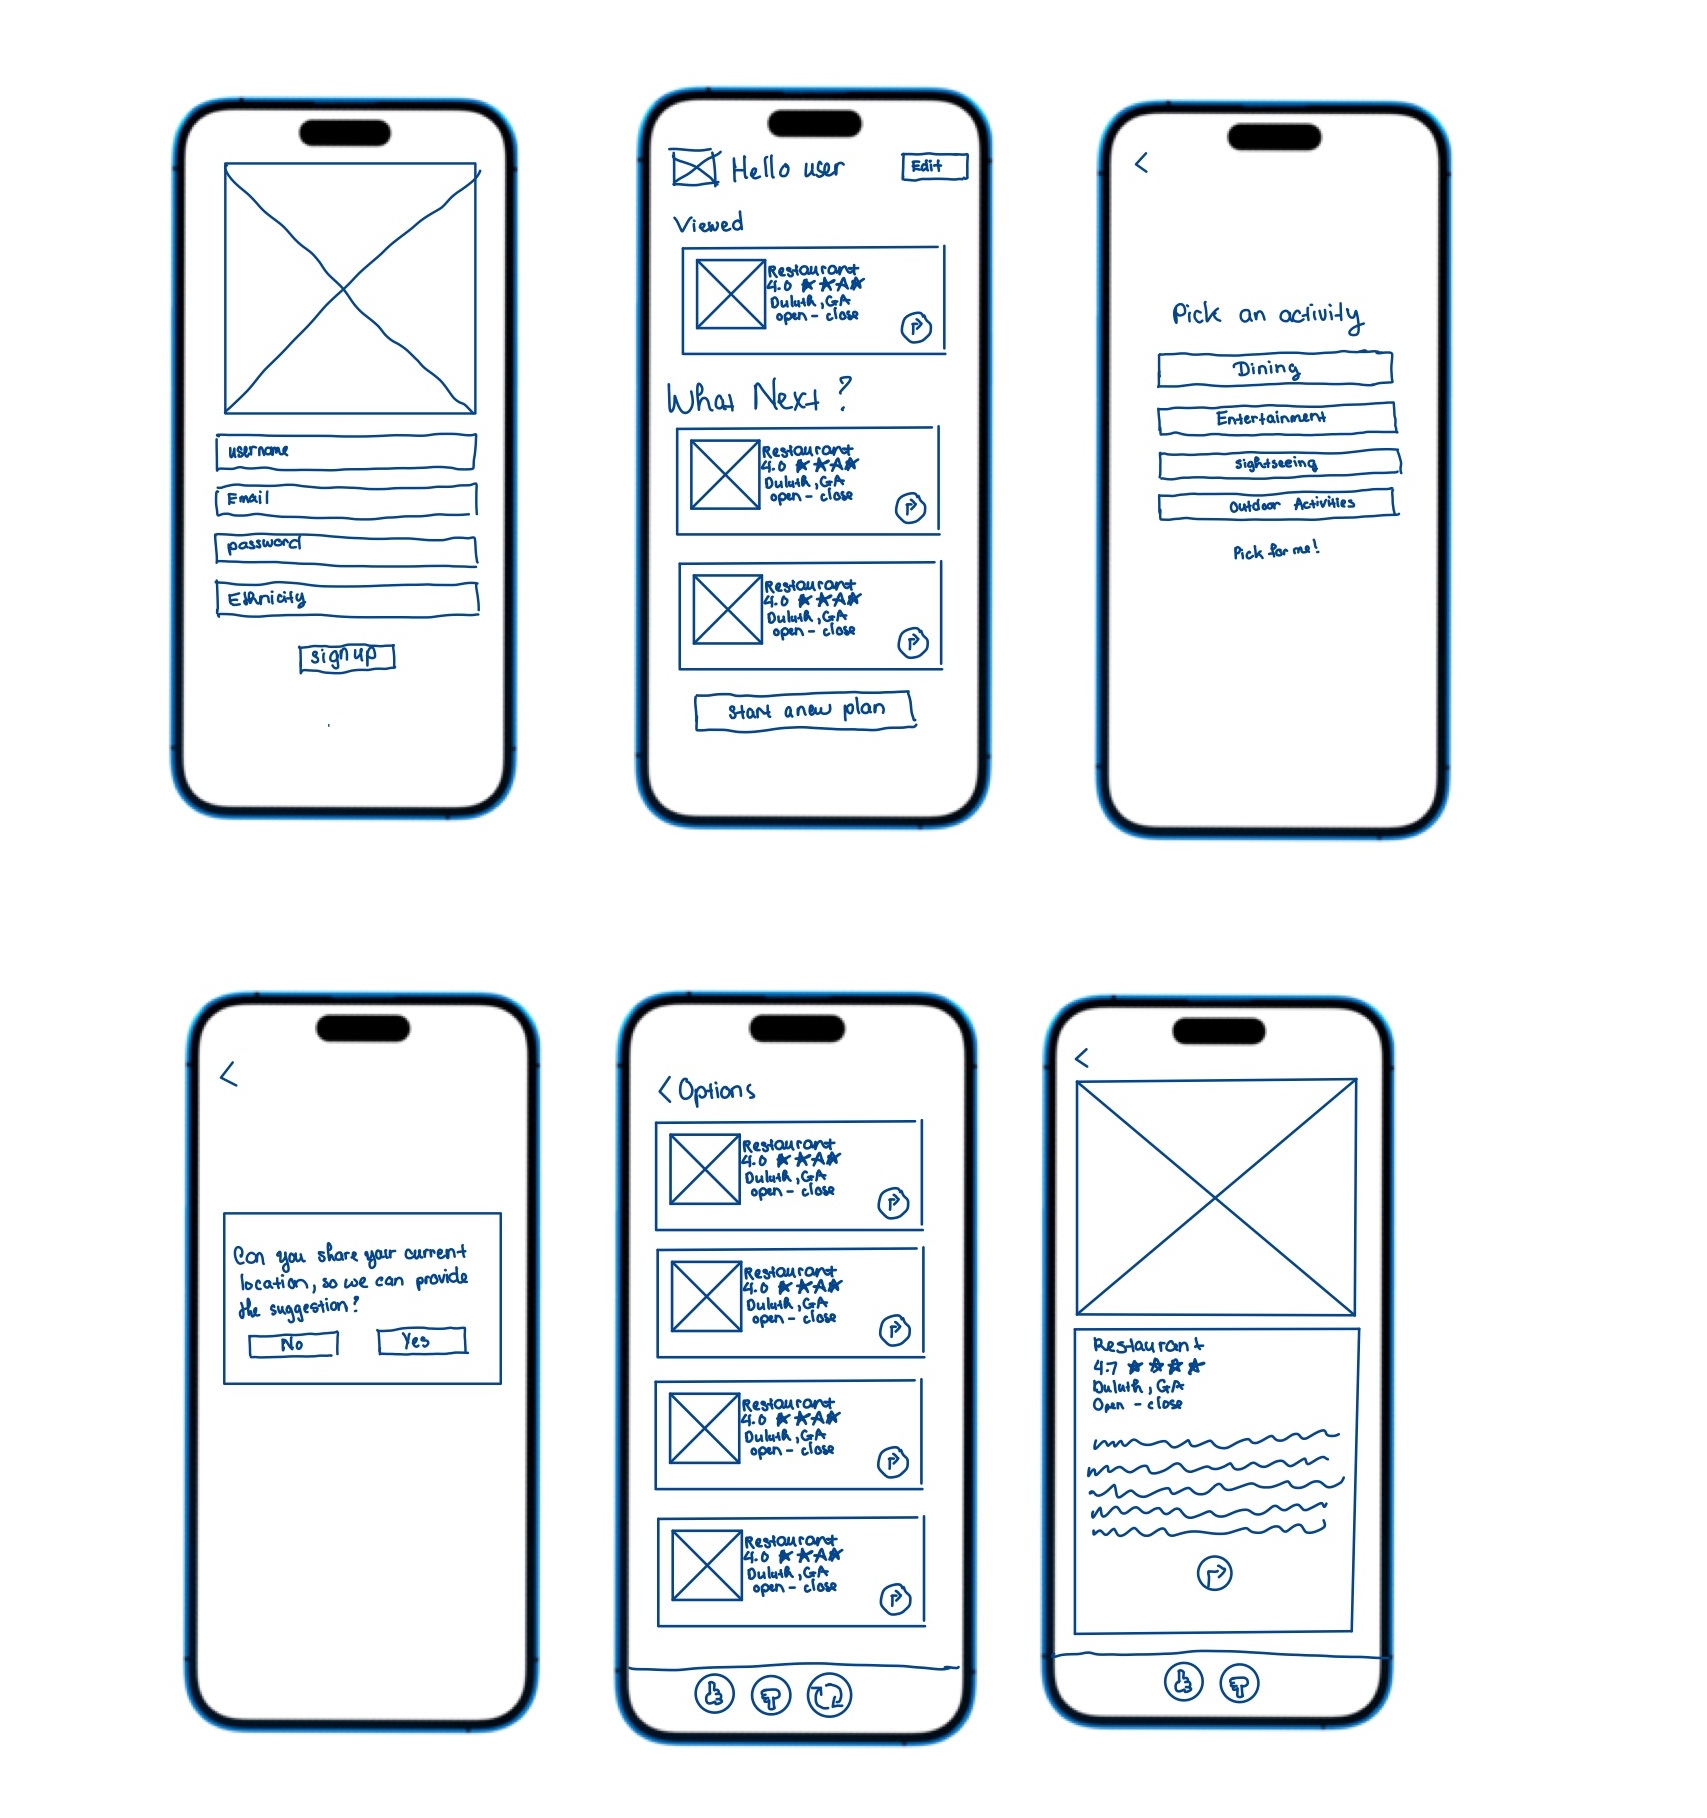 username
Email
password
Ethnicity
sign up
Hello user
Edit
Viewed
Restaurant
4.0 ★★★★
Duluth, GA
open - close
What Next?
Restaurant
4.0 ★★★★
Duluth, GA
open - close
Restaurant
4.0 ★★★★
Duluth, GA
open - close
Start a new plan
<
Pick an activity
Dining
Entertainment
sightseeing
Outdoor Activities
Pick for me!
<
Can you share your current
location, so we can provide
the suggestion?
No
Yes
< Options
Restaurant
4.0 ★★★★
Duluth, GA
open - close
Restaurant
4.0 ★★★★
Duluth, GA
open - close
Restaurant
4.0 ★★★★
Duluth, GA
open - close
Restaurant
4.0 ★★★★
Duluth, GA
open - close
<
Restaurant
4.7 ★★★★
Duluth, GA
Open - close